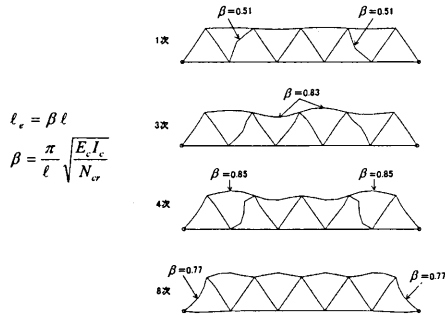 ℓₑ = β ℓ
β = π/ℓ √(E_c I_c / N_cr)
1次
β=0.51
β=0.51
3次
β=0.83
4次
β=0.85
β=0.85
8次
β=0.77
β=0.77